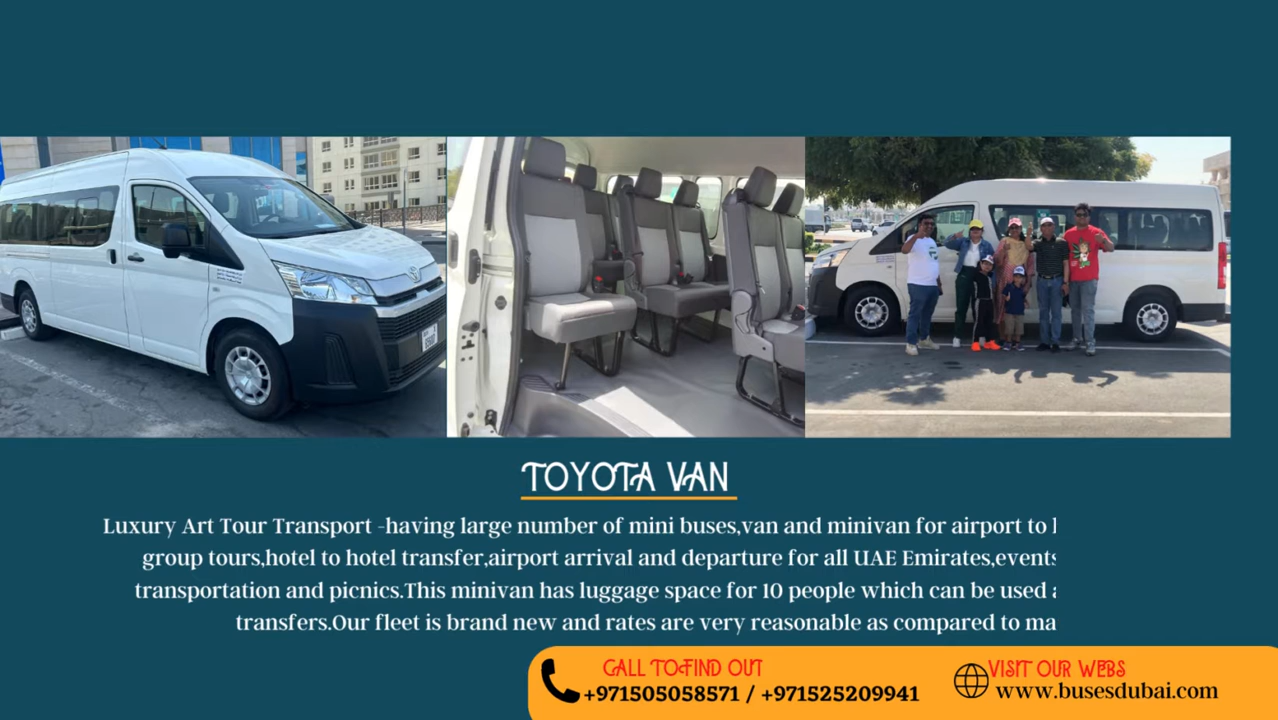 TOYOTA VAN
Luxury Art Tour Transport -having large number of mini buses,van and minivan for airport to
group tours,hotel to hotel transfer,airport arrival and departure for all UAE Emirates,events
transportation and picnics.This minivan has luggage space for 10 people which can be used
transfers.Our fleet is brand new and rates are very reasonable as compared to ma
CALL TO FIND OUT
+971505058571 / +971525209941
VISIT OUR WEBS
www.busesdubai.com